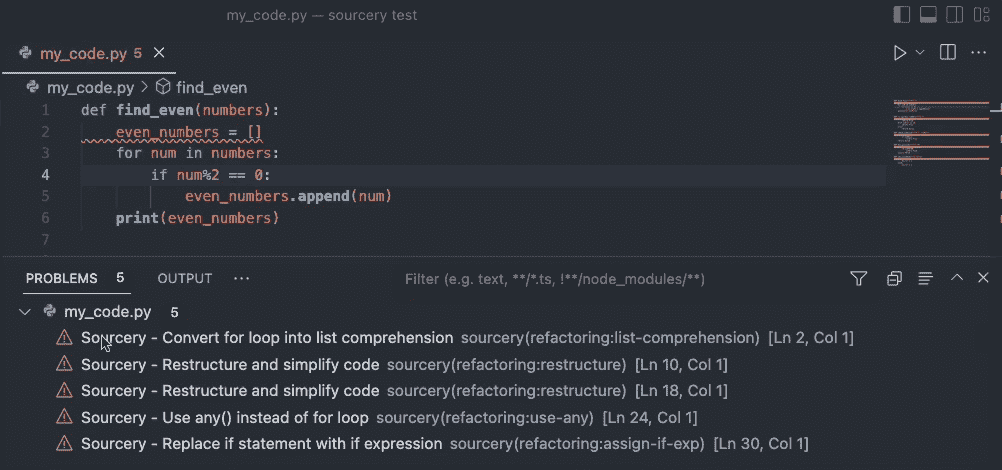 my_code.py — sourcery test
my_code.py 5
my_code.py > find_even
1 def find_even(numbers):
2 even_numbers = []
3 for num in numbers:
4 if num%2 == 0:
5 even_numbers.append(num)
6 print(even_numbers)
7
PROBLEMS 5 OUTPUT ··· Filter (e.g. text, **/*.ts, !**/node_modules/**)
my_code.py 5
Sourcery - Convert for loop into list comprehension sourcery(refactoring:list-comprehension) [Ln 2, Col 1]
Sourcery - Restructure and simplify code sourcery(refactoring:restructure) [Ln 10, Col 1]
Sourcery - Restructure and simplify code sourcery(refactoring:restructure) [Ln 18, Col 1]
Sourcery - Use any() instead of for loop sourcery(refactoring:use-any) [Ln 24, Col 1]
Sourcery - Replace if statement with if expression sourcery(refactoring:assign-if-exp) [Ln 30, Col 1]